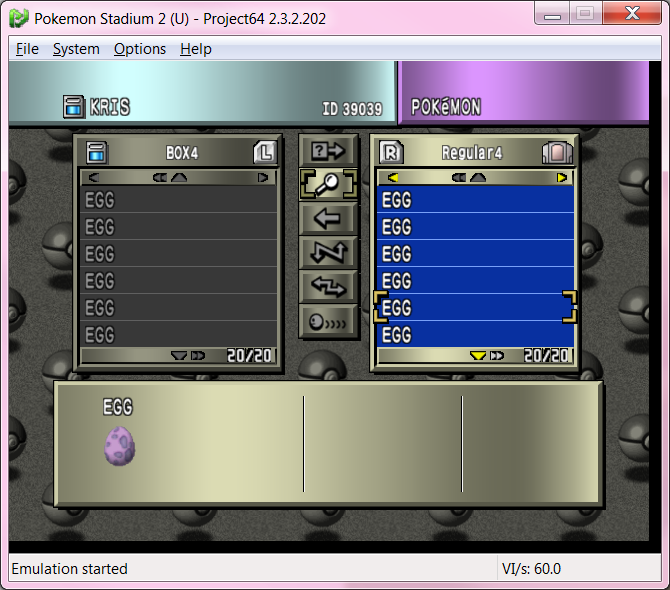 Pokemon Stadium 2 (U) - Project64 2.3.2.202
File System Options Help
KRIS ID 39039 POKéMON
BOX4 L
R Regular4
?
EGG
EGG
EGG
EGG
EGG
EGG
20/20
EGG
EGG
EGG
EGG
EGG
EGG
20/20
EGG
Emulation started VI/s: 60.0